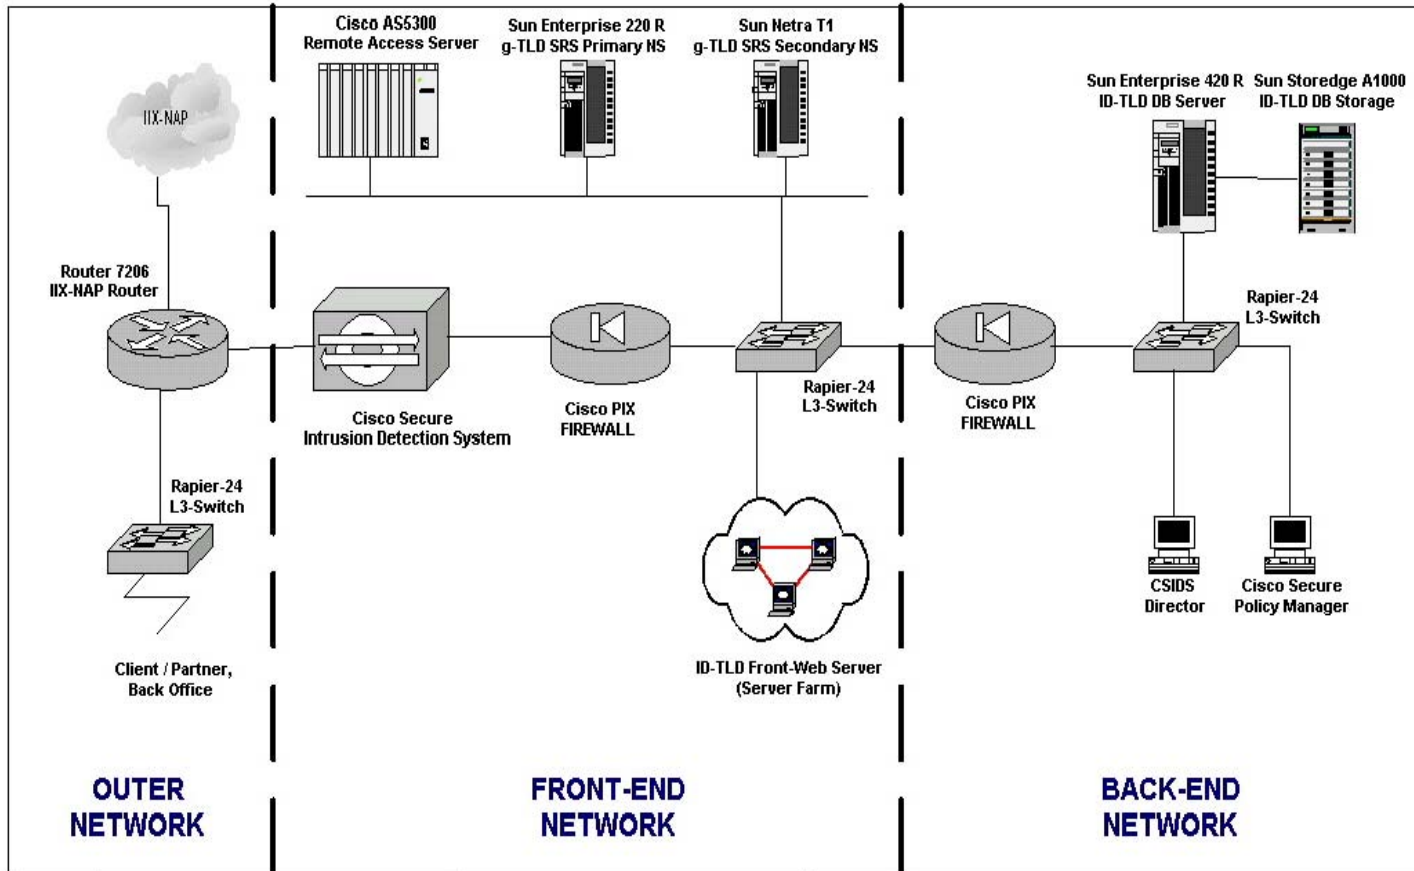 Cisco AS5300
Remote Access Server
Sun Enterprise 220 R
g-TLD SRS Primary NS
Sun Netra T1
g-TLD SRS Secondary NS
Sun Enterprise 420 R
ID-TLD DB Server
Sun Storedge A1000
ID-TLD DB Storage
IIX-NAP
Router 7206
IIX-NAP Router
Rapier-24
L3-Switch
Cisco Secure
Intrusion Detection System
Cisco PIX
FIREWALL
Rapier-24
L3-Switch
Cisco PIX
FIREWALL
Rapier-24
L3-Switch
CSIDS
Director
Cisco Secure
Policy Manager
Client / Partner,
Back Office
ID-TLD Front-Web Server
(Server Farm)
OUTER
NETWORK
FRONT-END
NETWORK
BACK-END
NETWORK